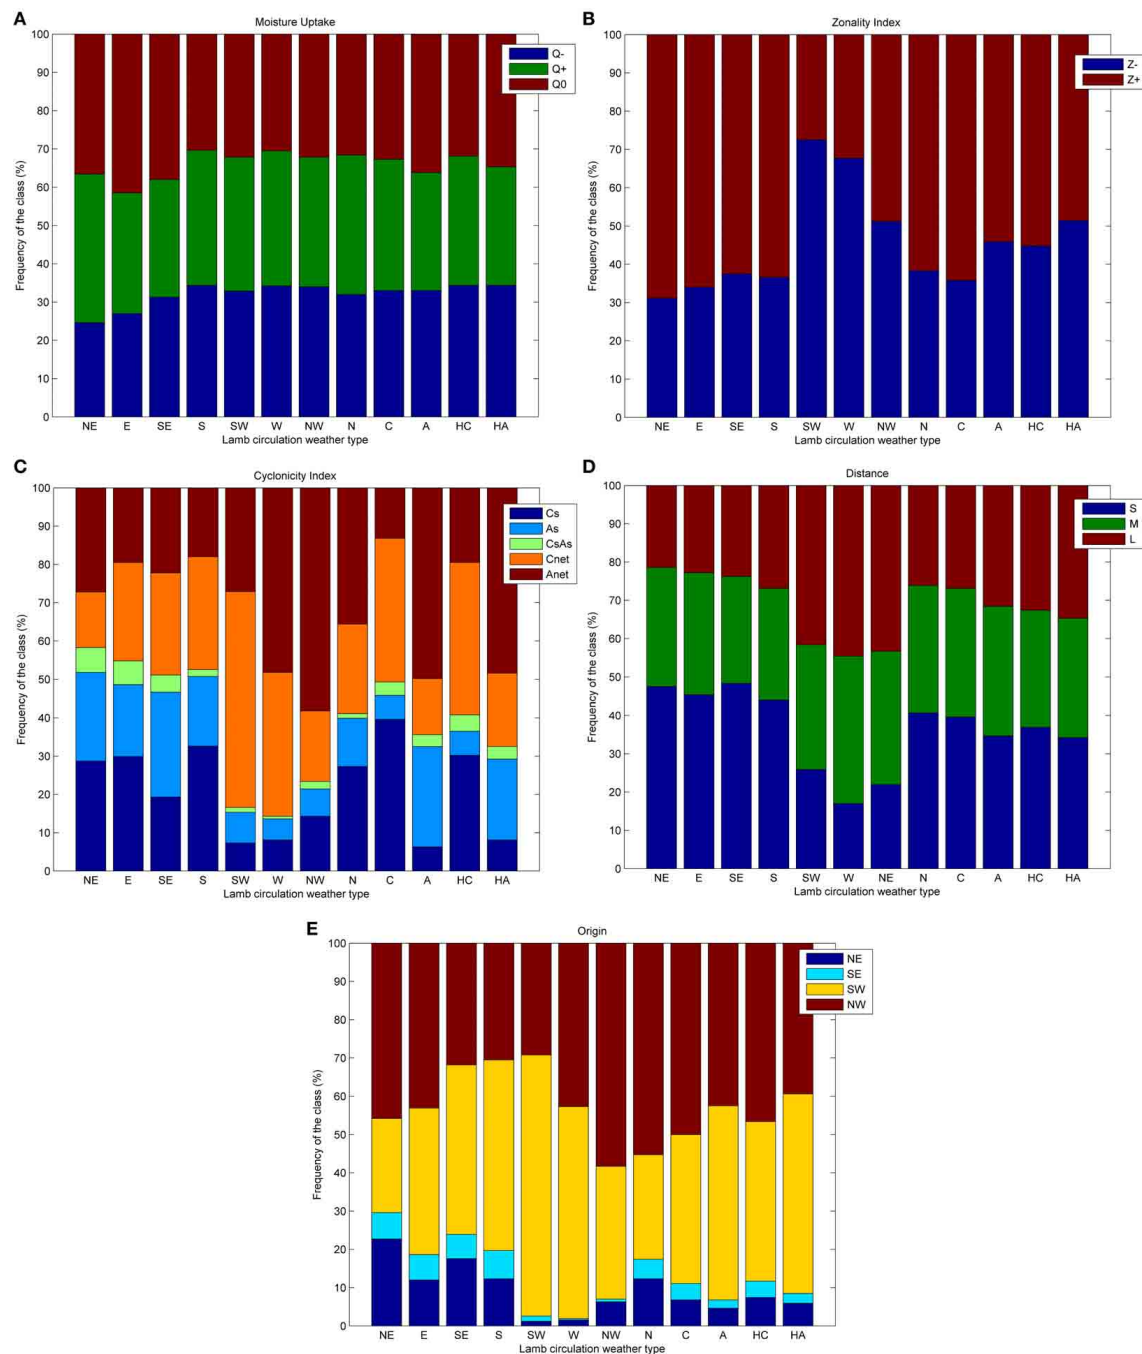 A
Moisture Uptake
100
90
80
70
60
50
40
30
20
10
0
Frequency of the class (%)
NE E SE S SW W NW N C A HC HA
Lamb circulation weather type
Q-
Q+
Q0
B
Zonality Index
100
90
80
70
60
50
40
30
20
10
0
Frequency of the class (%)
NE E SE S SW W NW N C A HC HA
Lamb circulation weather type
Z-
Z+
C
Cyclonicity Index
100
90
80
70
60
50
40
30
20
10
0
Frequency of the class (%)
NE E SE S SW W NW N C A HC HA
Lamb circulation weather type
Cs
As
CsAs
Cnet
Anet
D
Distance
100
90
80
70
60
50
40
30
20
10
0
Frequency of the class (%)
NE E SE S SW W NE N C A HC HA
Lamb circulation weather type
S
M
L
E
Origin
100
90
80
70
60
50
40
30
20
10
0
Frequency of the class (%)
NE E SE S SW W NW N C A HC HA
Lamb circulation weather type
NE
SE
SW
NW